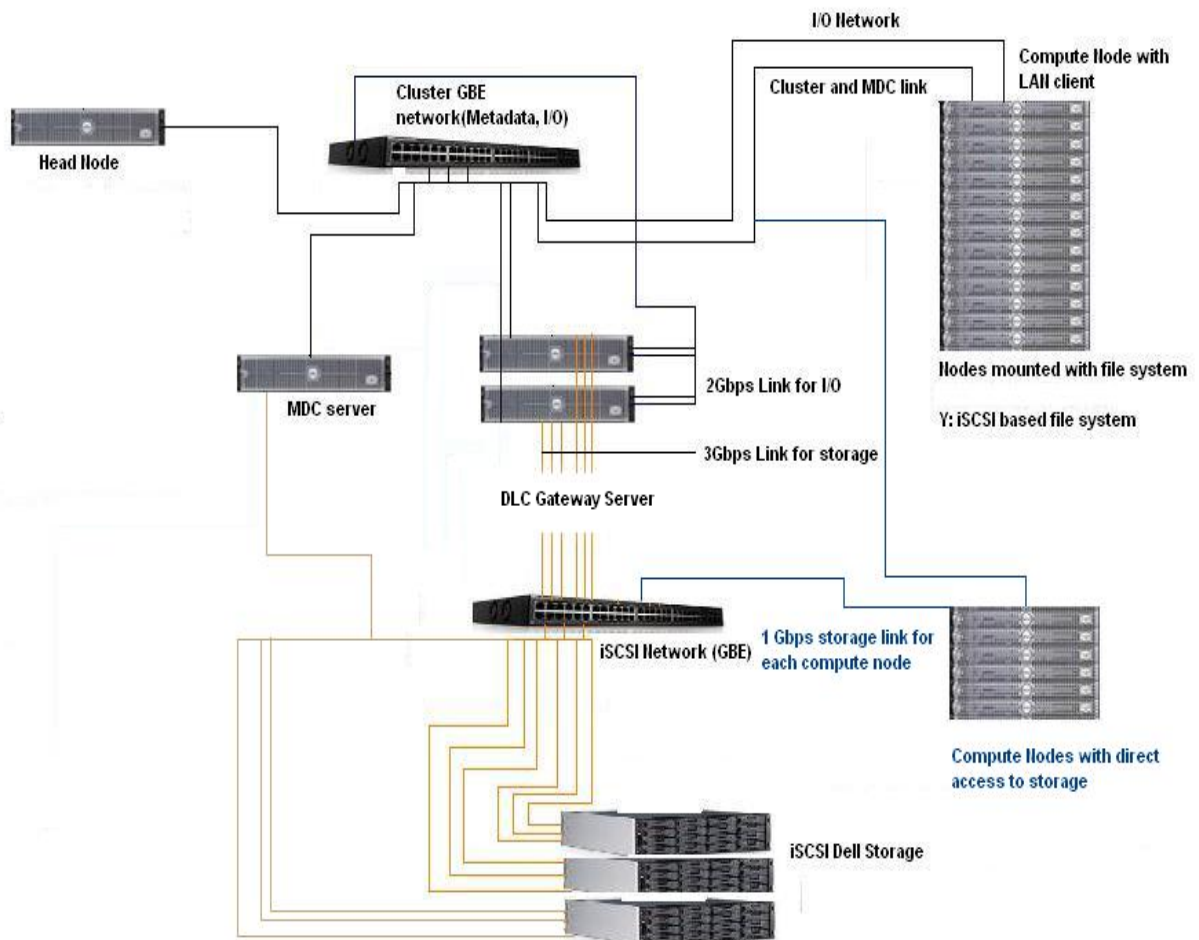 I/O Network
Compute Node with
LAN client
Cluster GBE
network(Metadata, I/O)
Cluster and MDC link
Head Node
Nodes mounted with file system
2Gbps Link for I/O
MDC server
Y: iSCSI based file system
3Gbps Link for storage
DLC Gateway Server
1 Gbps storage link for
each compute node
iSCSI Network (GBE)
Compute Nodes with direct
access to storage
iSCSI Dell Storage